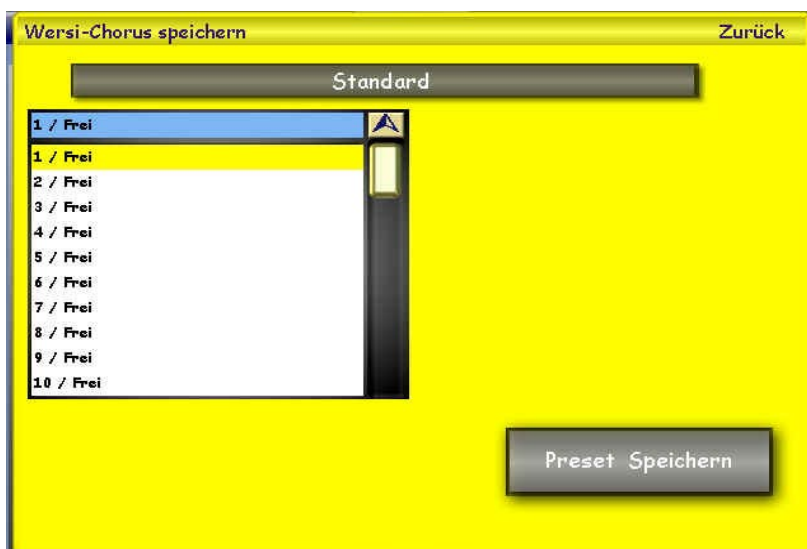 Wersi-Chorus speichern Zurück
Standard
1 / Frei
1 / Frei
2 / Frei
3 / Frei
4 / Frei
5 / Frei
6 / Frei
7 / Frei
8 / Frei
9 / Frei
10 / Frei
Preset Speichern